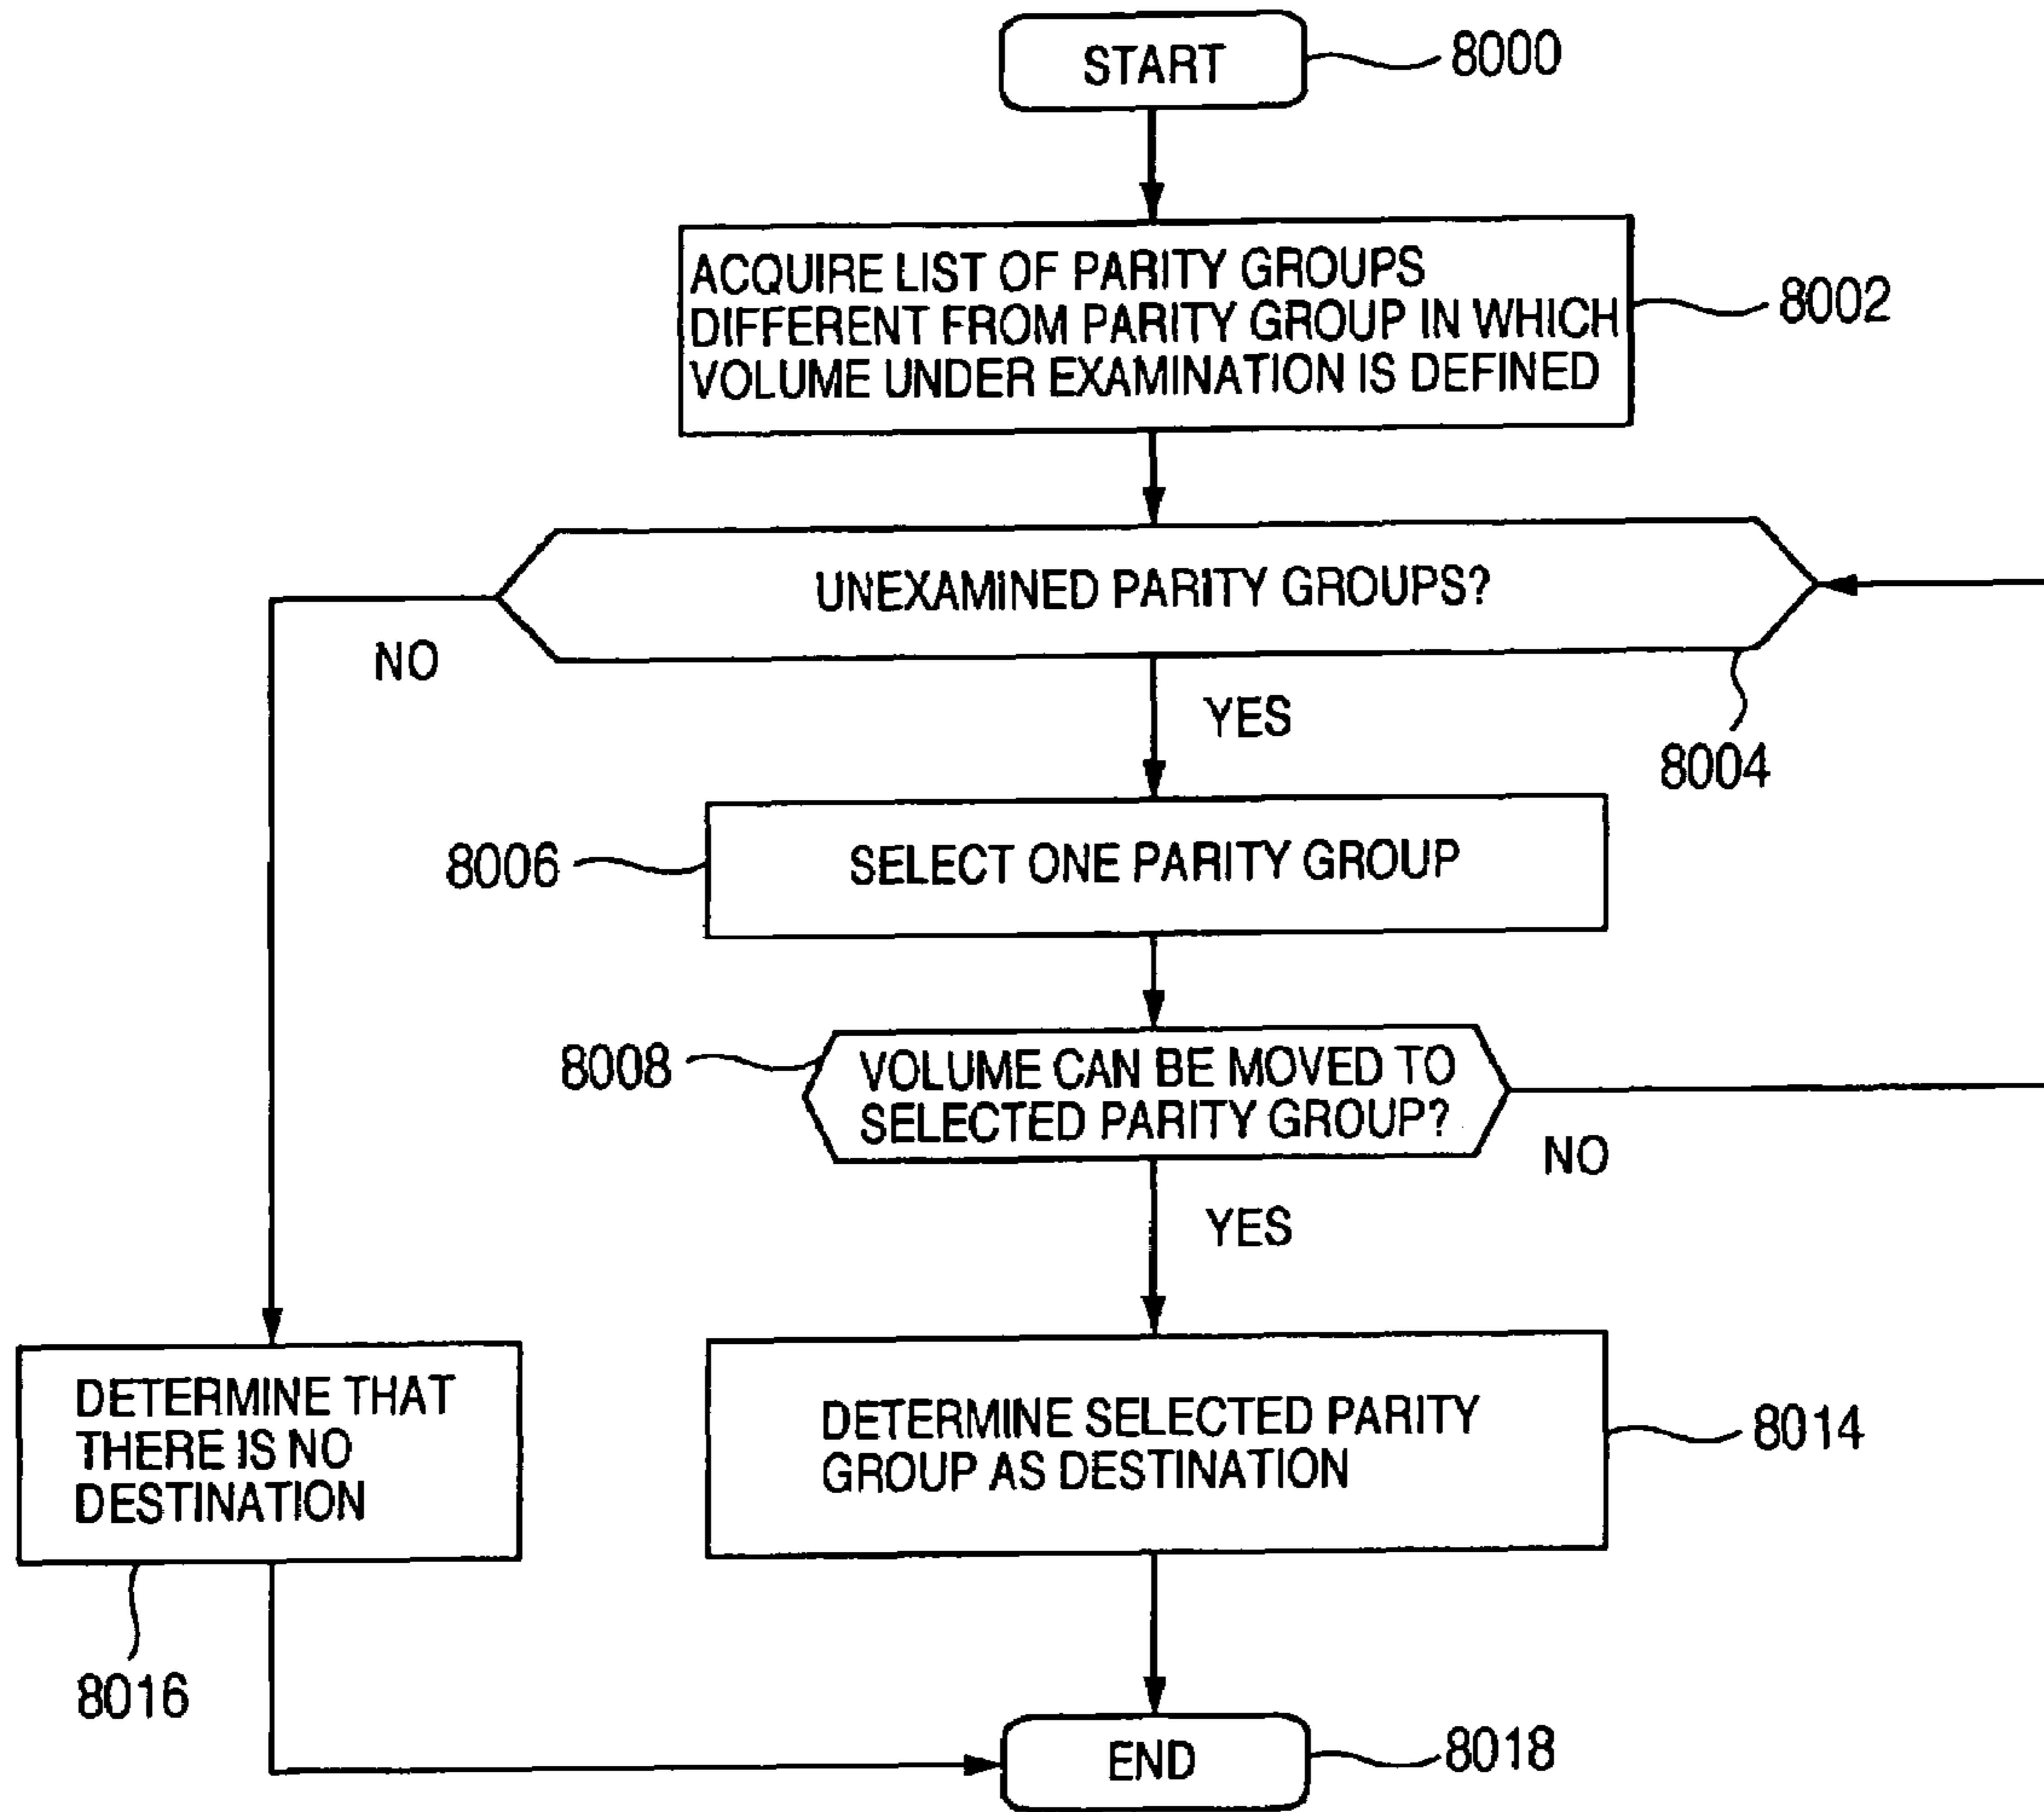 START
8000
ACQUIRE LIST OF PARITY GROUPS
DIFFERENT FROM PARITY GROUP IN WHICH
VOLUME UNDER EXAMINATION IS DEFINED
8002
UNEXAMINED PARITY GROUPS?
NO
YES
8004
8006
SELECT ONE PARITY GROUP
8008
VOLUME CAN BE MOVED TO
SELECTED PARITY GROUP?
NO
YES
DETERMINE THAT
THERE IS NO
DESTINATION
DETERMINE SELECTED PARITY
GROUP AS DESTINATION
8014
8016
END
8018